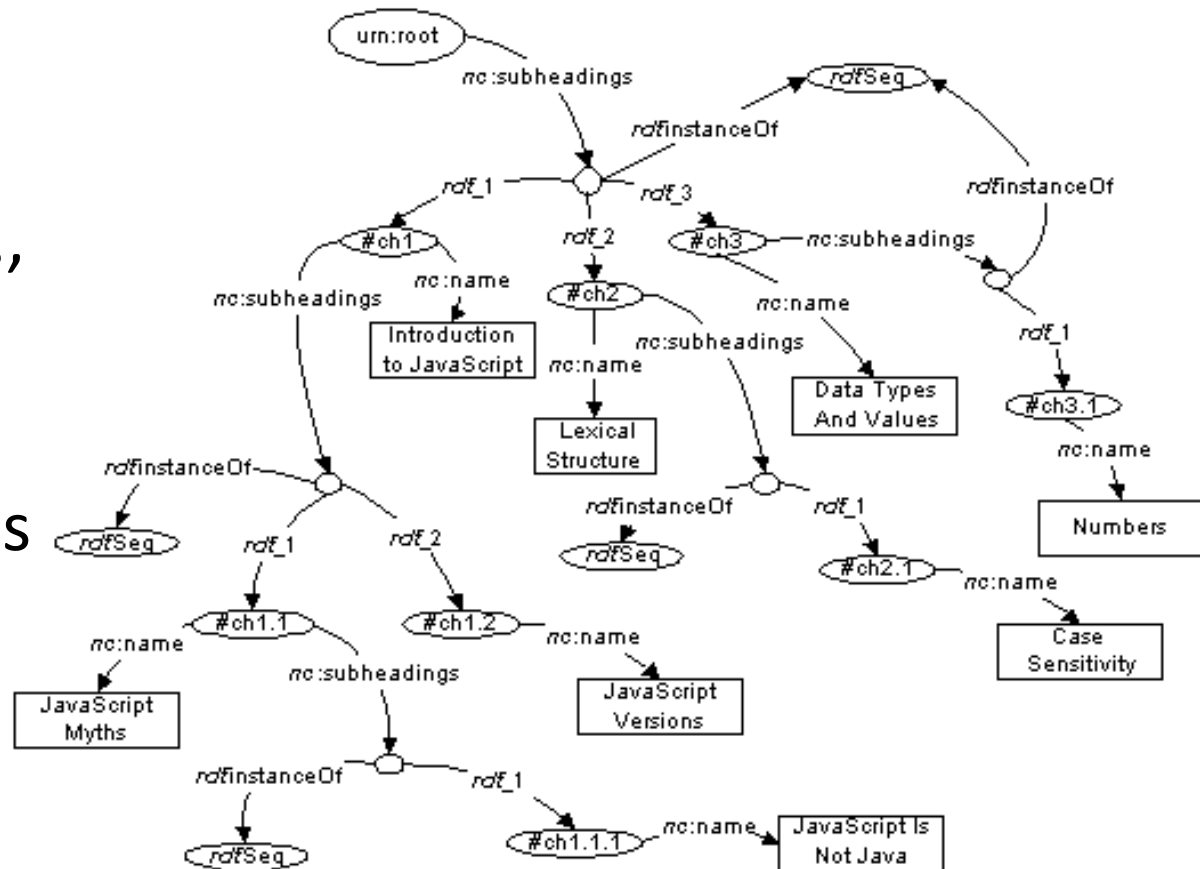 urn:root
nc:subheadings
rdf:Seq
rdf:instanceOf
rdf:instanceOf
rdf:_1
rdf:_3
rdf:_2
,
#ch1
#ch3
nc:subheadings
nc:name
#ch2
nc:subheadings
nc:name
Introduction
to JavaScript
nc:subheadings
nc:name
rdf:_1
Data Types
And Values
#ch3.1
Lexical
Structure
nc:name
rdf:instanceOf
rdf:instanceOf
rdf:_1
Numbers
s
rdf:Seq
rdf:_1
rdf:_2
rdf:Seq
#ch2.1
nc:name
#ch1.1
#ch1.2
nc:name
nc:name
Case
Sensitivity
nc:subheadings
JavaScript
Myths
JavaScript
Versions
rdf:instanceOf
rdf:_1
nc:name
JavaScript Is
Not Java
#ch1.1.1
rdf:Seq